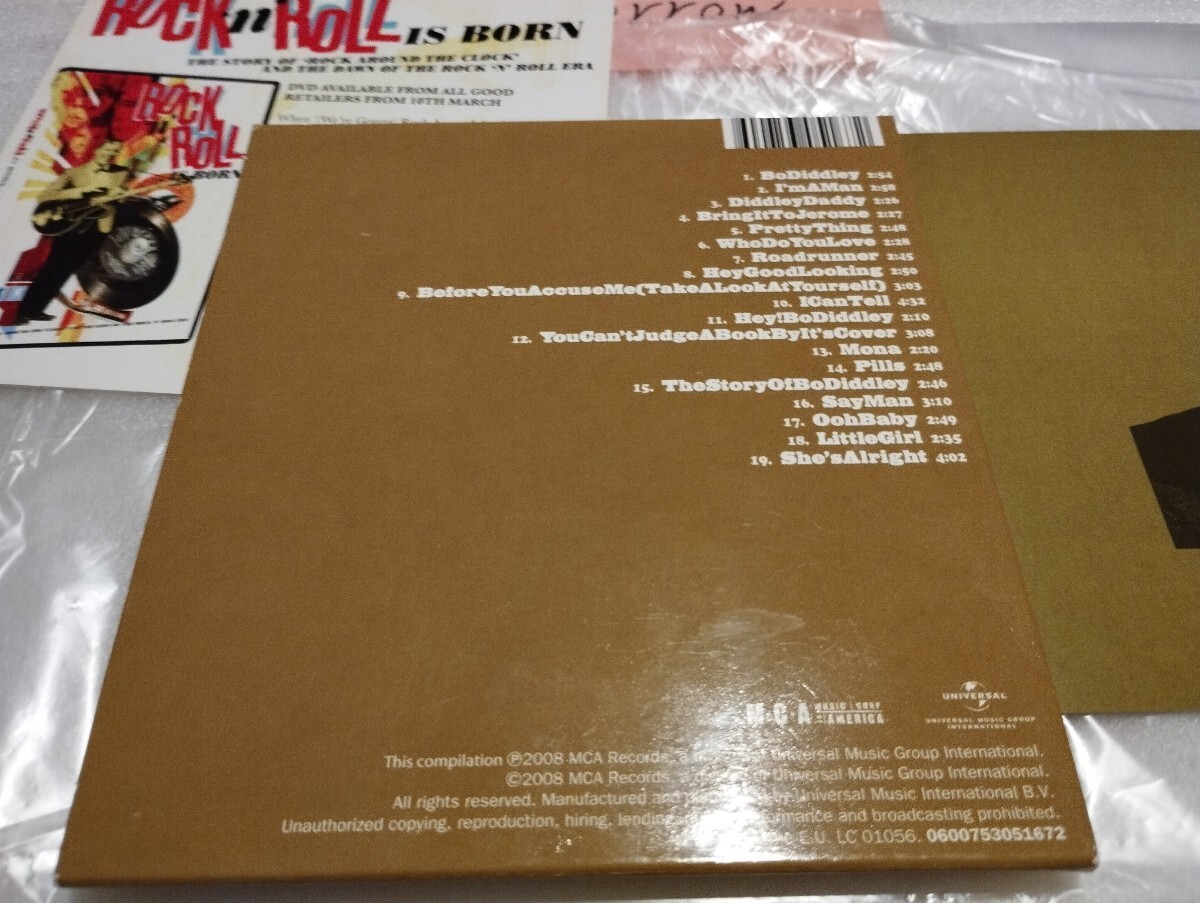 ROCK 'n' ROLL IS BORN
THE STORY OF 'ROCK AROUND THE CLOCK'
AND THE DAWN OF THE ROCK 'N' ROLL ERA
DVD AVAILABLE FROM ALL GOOD
RETAILERS FROM 10TH MARCH
ROCK
'n'
ROLL
IS BORN
1. BoDiddley 2:54
2. I'mAMan 2:58
3. DiddleyDaddy 2:26
4. BringItToJerome 2:27
5. PrettyThing 2:48
6. WhoDoYouLove 2:28
7. Roadrunner 2:45
8. HeyGoodLooking 2:50
9. BeforeYouAccuseMe(TakeALookAtYourself) 3:03
10. ICanTell 4:32
11. Hey!BoDiddley 2:10
12. YouCan'tJudgeABookByIt'sCover 3:08
13. Mona 2:20
14. Pills 2:48
15. TheStoryOfBoDiddley 2:46
16. SayMan 3:10
17. OohBaby 2:49
18. LittleGirl 2:35
19. She'sAlright 4:02
MCA MUSIC CORP
AMERICA
UNIVERSAL
UNIVERSAL MUSIC GROUP
INTERNATIONAL
This compilation ℗2008 MCA Records, a of Universal Music Group International.
©2008 MCA Records, a of Universal Music Group International.
All rights reserved. Manufactured and by Universal Music International B.V.
Unauthorized copying, reproduction, hiring, lending, and broadcasting prohibited.
E.U. LC 01056. 0600753051672